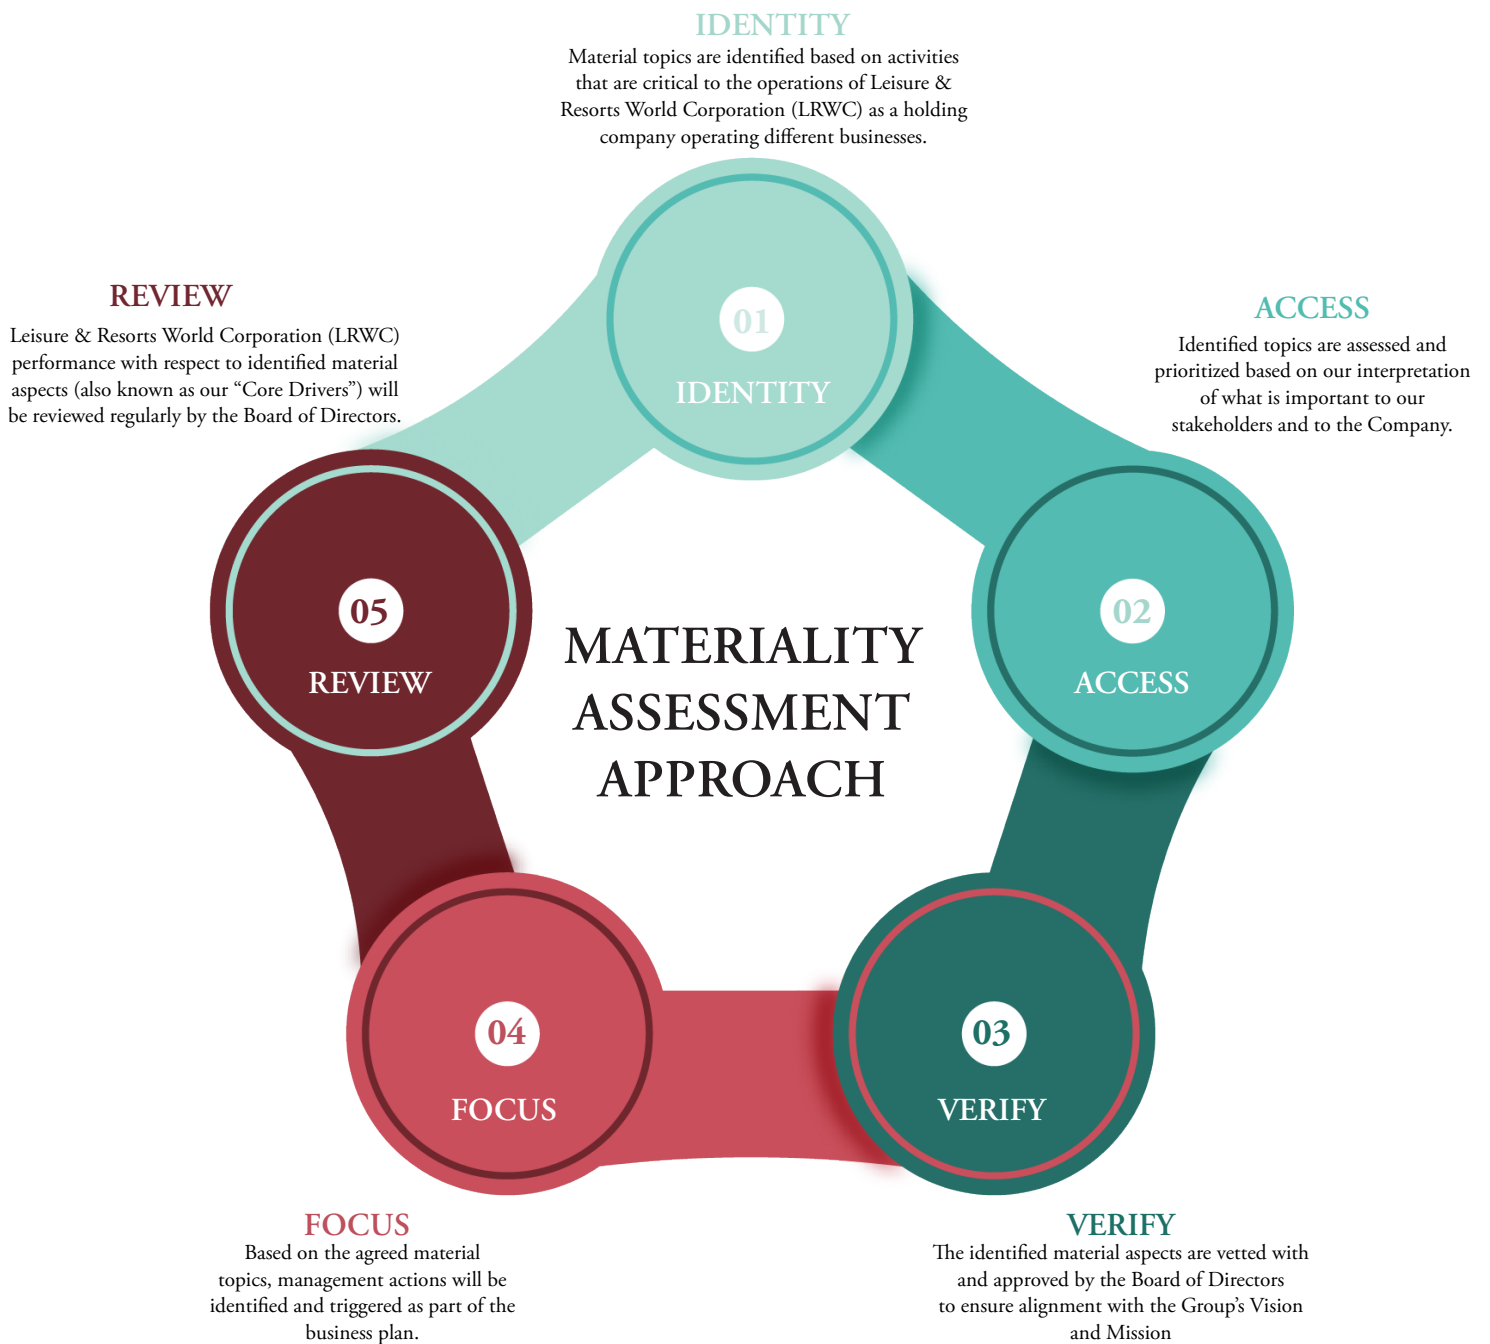 IDENTITY
Material topics are identified based on activities
that are critical to the operations of Leisure &
Resorts World Corporation (LRWC) as a holding
company operating different businesses.
01
IDENTITY
ACCESS
Identified topics are assessed and
prioritized based on our interpretation
of what is important to our
stakeholders and to the Company.
02
ACCESS
REVIEW
Leisure & Resorts World Corporation (LRWC)
performance with respect to identified material
aspects (also known as our “Core Drivers”) will
be reviewed regularly by the Board of Directors.
05
REVIEW
MATERIALITY
ASSESSMENT
APPROACH
04
FOCUS
03
VERIFY
FOCUS
Based on the agreed material
topics, management actions will be
identified and triggered as part of the
business plan.
VERIFY
The identified material aspects are vetted with
and approved by the Board of Directors
to ensure alignment with the Group’s Vision
and Mission